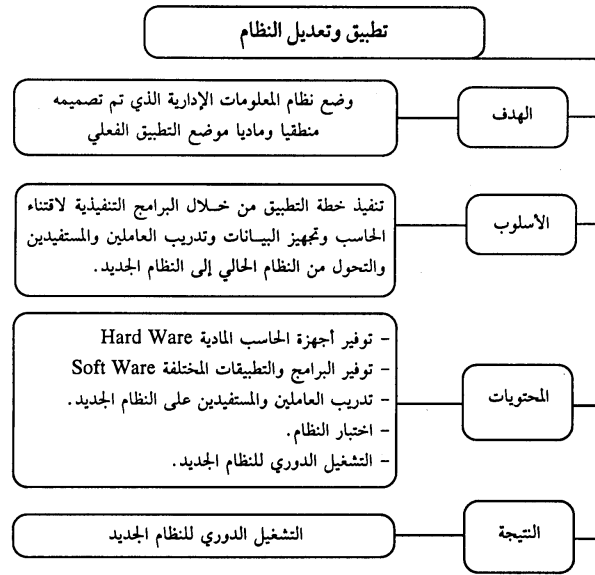 تطبيق وتعديل النظام
الهدف
وضع نظام المعلومات الإدارية الذي تم تصميمه
منطقيا وماديا موضع التطبيق الفعلي
الأسلوب
تنفيذ خطة التطبيق من خلال البرامج التنفيذية لاقتناء
الحاسب وتجهيز البيانات وتدريب العاملين والمستفيدين
والتحول من النظام الحالي إلى النظام الجديد.
المحتويات
- توفير أجهزة الحاسب المادية Hard Ware
- توفير البرامج والتطبيقات المختلفة Soft Ware
- تدريب العاملين والمستفيدين على النظام الجديد.
- اختبار النظام.
- التشغيل الدوري للنظام الجديد.
النتيجة
التشغيل الدوري للنظام الجديد